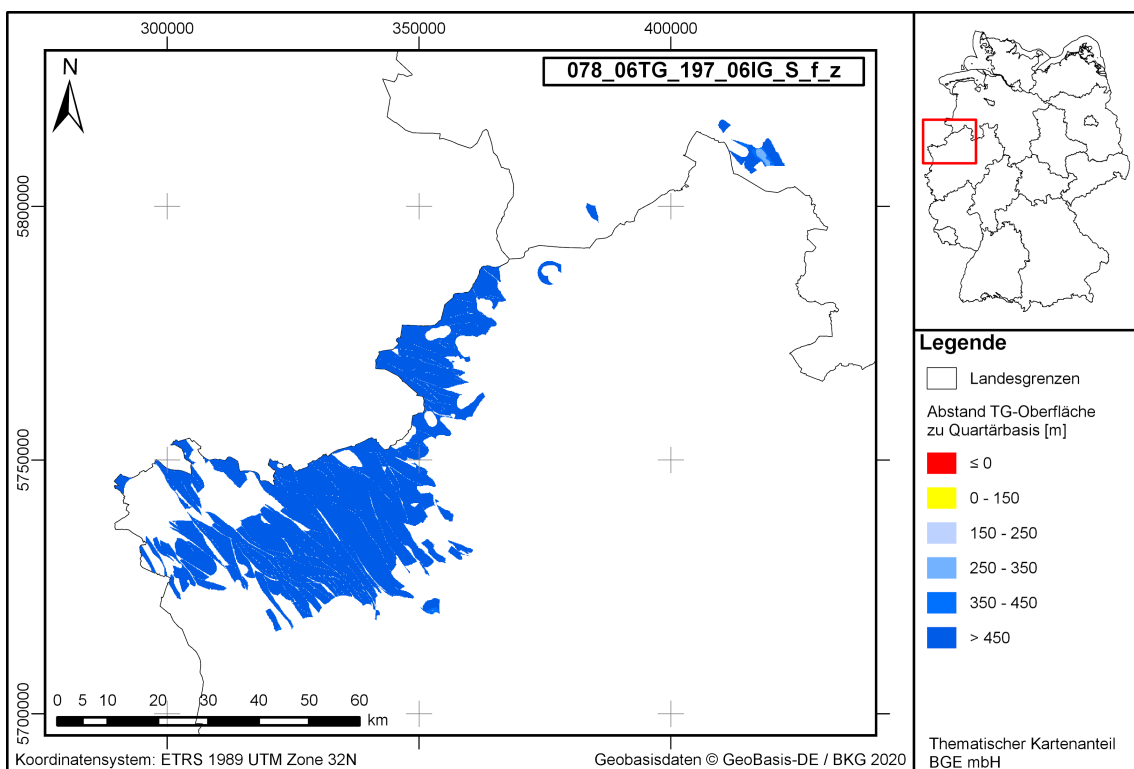 300000
350000
400000
078_06TG_197_06IG_S_f_z
N
5800000
5750000
5700000
0 5 10 20 30 40 50 60
km
Koordinatensystem: ETRS 1989 UTM Zone 32N
Geobasisdaten © GeoBasis-DE / BKG 2020
Legende
Landesgrenzen
Abstand TG-Oberfläche
zu Quartärbasis [m]
≤ 0
0 - 150
150 - 250
250 - 350
350 - 450
> 450
Thematischer Kartenanteil
BGE mbH